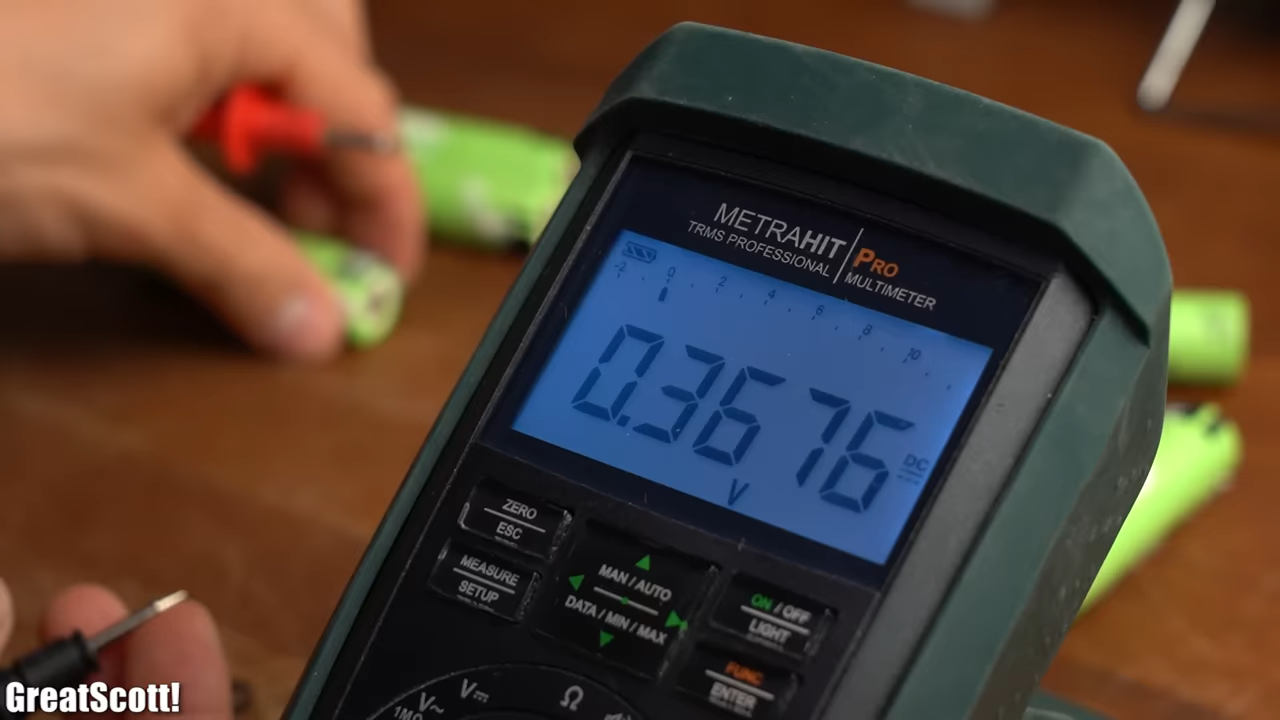 METRAHIT PRO
TRMS PROFESSIONAL MULTIMETER
-2 0 2 4 6 8 10
0.3676
DC
V
ZERO
ESC
MEASURE
SETUP
MAN / AUTO
DATA / MIN / MAX
ON / OFF
LIGHT
FUNC
ENTER
V~ V⎓ Ω
1M
GreatScott!